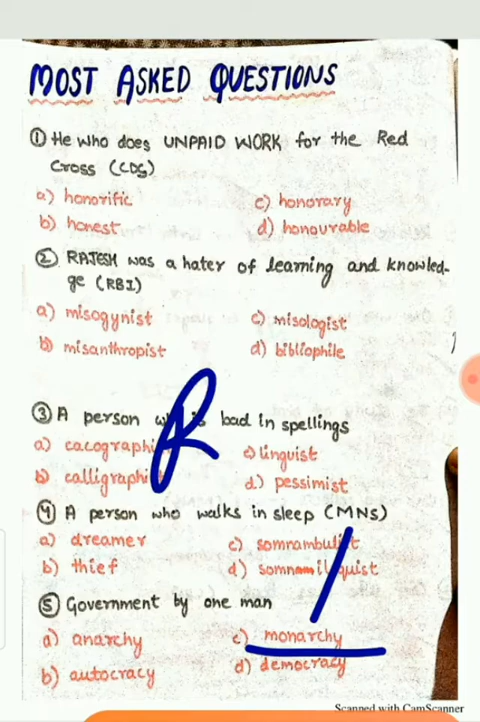 MOST ASKED QUESTIONS
① He who does UNPAID WORK for the Red
Cross (CDS)
a) honorific c) honorary
b) honest d) honourable
② RAJESH was a hater of learning and knowled-
ge (RBI)
a) misogynist c) misologist
b) misanthropist d) bibliophile
③ A person is bad in spellings
a) c) linguist
b) d.) pessimist
④ A person who walks in sleep (MNS)
a) dreamer c)
b) thief d)
⑤ Government by one man
a) anarchy c) monarchy
b) autocracy d) democracy
R
Scanned with CamScanner